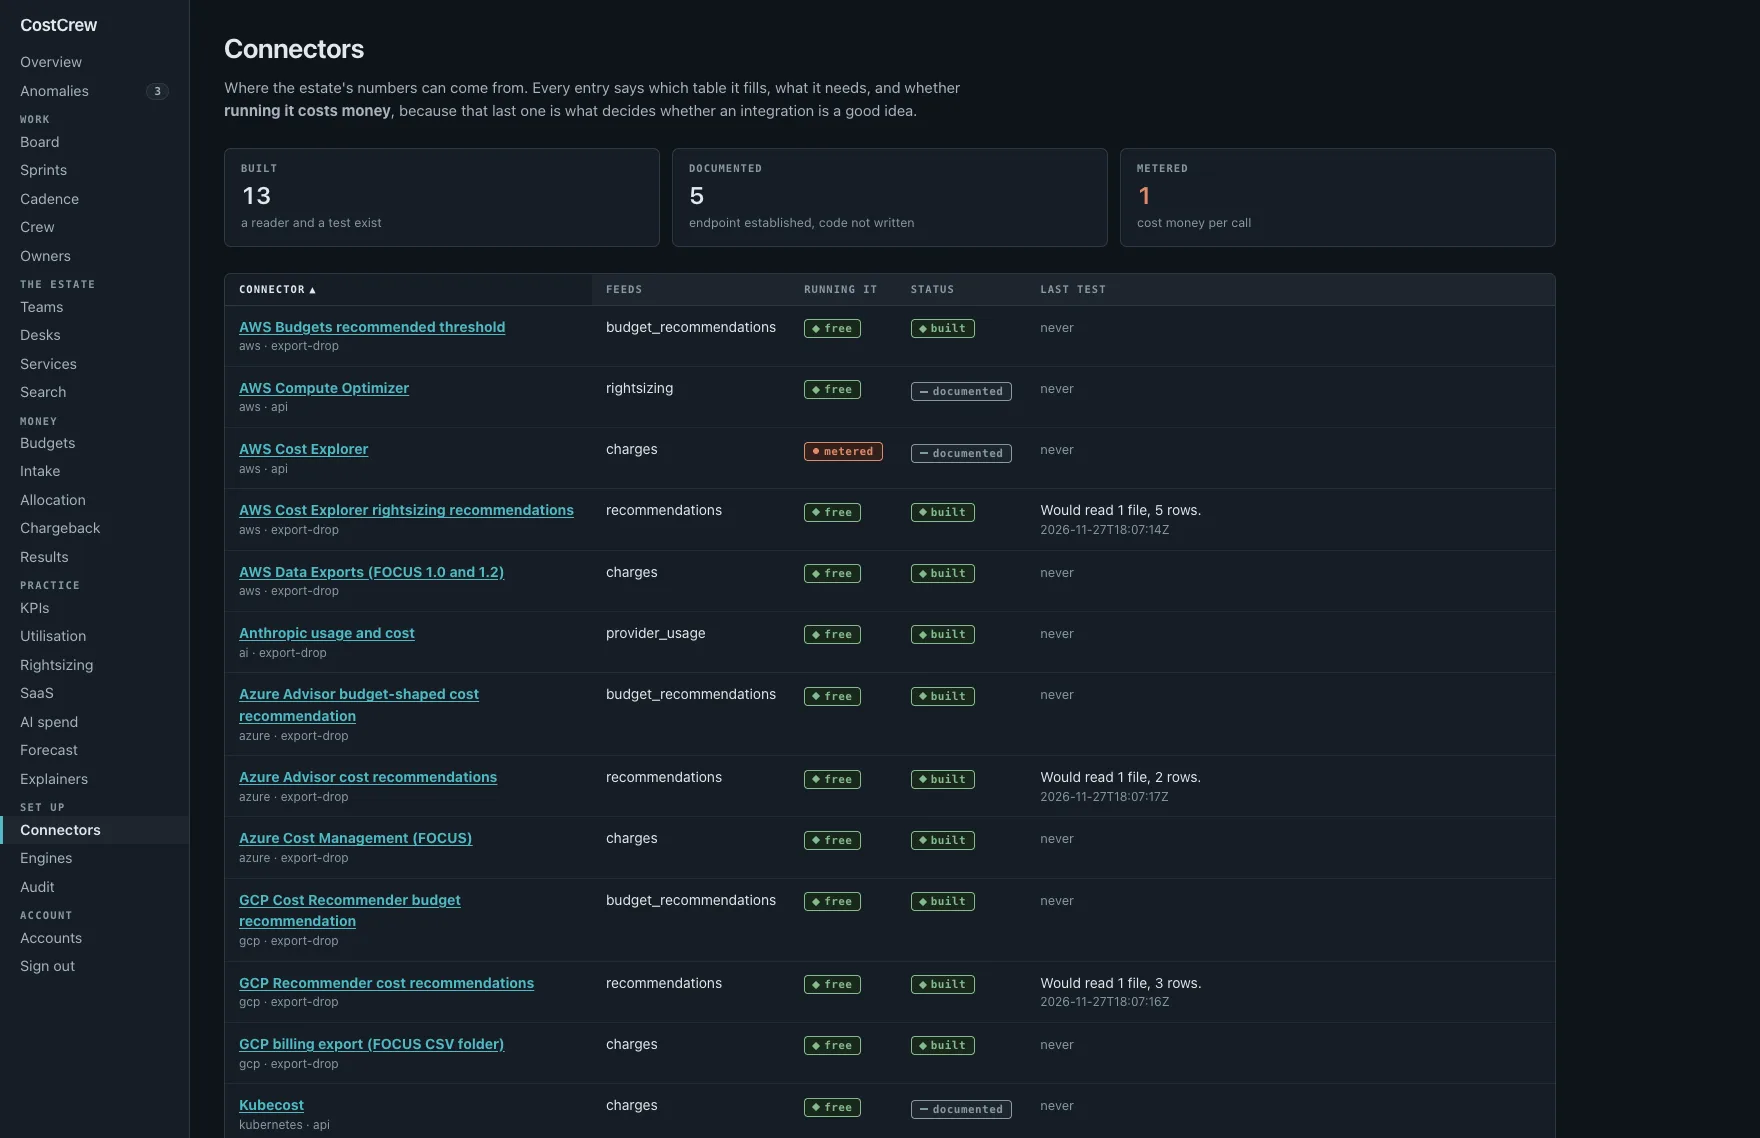 CostCrew
Overview
Anomalies 3
WORK
Board
Sprints
Cadence
Crew
Owners
THE ESTATE
Teams
Desks
Services
Search
MONEY
Budgets
Intake
Allocation
Chargeback
Results
PRACTICE
KPIs
Utilisation
Rightsizing
SaaS
AI spend
Forecast
Explainers
SET UP
Connectors
Engines
Audit
ACCOUNT
Accounts
Sign out
Connectors
Where the estate's numbers can come from. Every entry says which table it fills, what it needs, and whether
running it costs money, because that last one is what decides whether an integration is a good idea.
BUILT
13
a reader and a test exist
DOCUMENTED
5
endpoint established, code not written
METERED
1
cost money per call
CONNECTOR ▲ FEEDS RUNNING IT STATUS LAST TEST
AWS Budgets recommended threshold budget_recommendations ◆ free ◆ built never
aws · export-drop
AWS Compute Optimizer rightsizing ◆ free — documented never
aws · api
AWS Cost Explorer charges ● metered — documented never
aws · api
AWS Cost Explorer rightsizing recommendations recommendations ◆ free ◆ built Would read 1 file, 5 rows.
aws · export-drop 2026-11-27T18:07:14Z
AWS Data Exports (FOCUS 1.0 and 1.2) charges ◆ free ◆ built never
aws · export-drop
Anthropic usage and cost provider_usage ◆ free ◆ built never
ai · export-drop
Azure Advisor budget-shaped cost budget_recommendations ◆ free ◆ built never
recommendation
azure · export-drop
Azure Advisor cost recommendations recommendations ◆ free ◆ built Would read 1 file, 2 rows.
azure · export-drop 2026-11-27T18:07:17Z
Azure Cost Management (FOCUS) charges ◆ free ◆ built never
azure · export-drop
GCP Cost Recommender budget budget_recommendations ◆ free ◆ built never
recommendation
gcp · export-drop
GCP Recommender cost recommendations recommendations ◆ free ◆ built Would read 1 file, 3 rows.
gcp · export-drop 2026-11-27T18:07:16Z
GCP billing export (FOCUS CSV folder) charges ◆ free ◆ built never
gcp · export-drop
Kubecost charges ◆ free — documented never
kubernetes · api